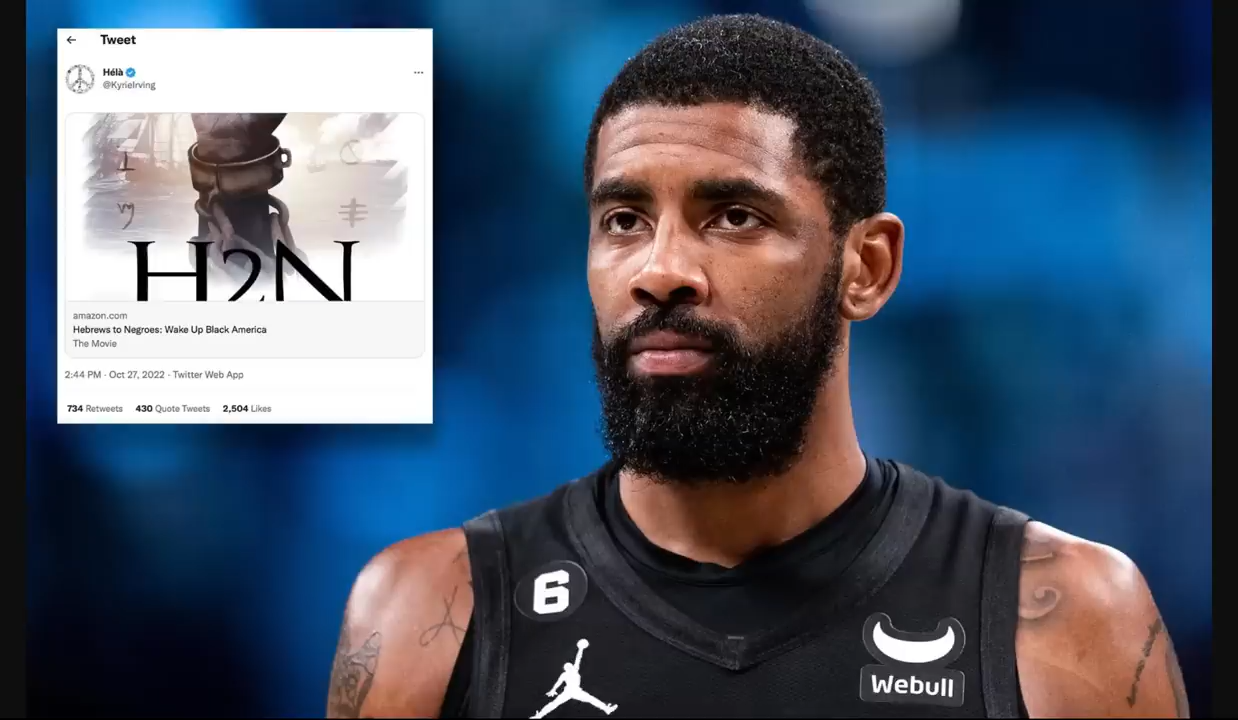 Tweet
Hélà
@KyrieIrving
H2N
amazon.com
Hebrews to Negroes: Wake Up Black America
The Movie
2:44 PM · Oct 27, 2022 · Twitter Web App
734 Retweets 430 Quote Tweets 2,504 Likes
6
Webull